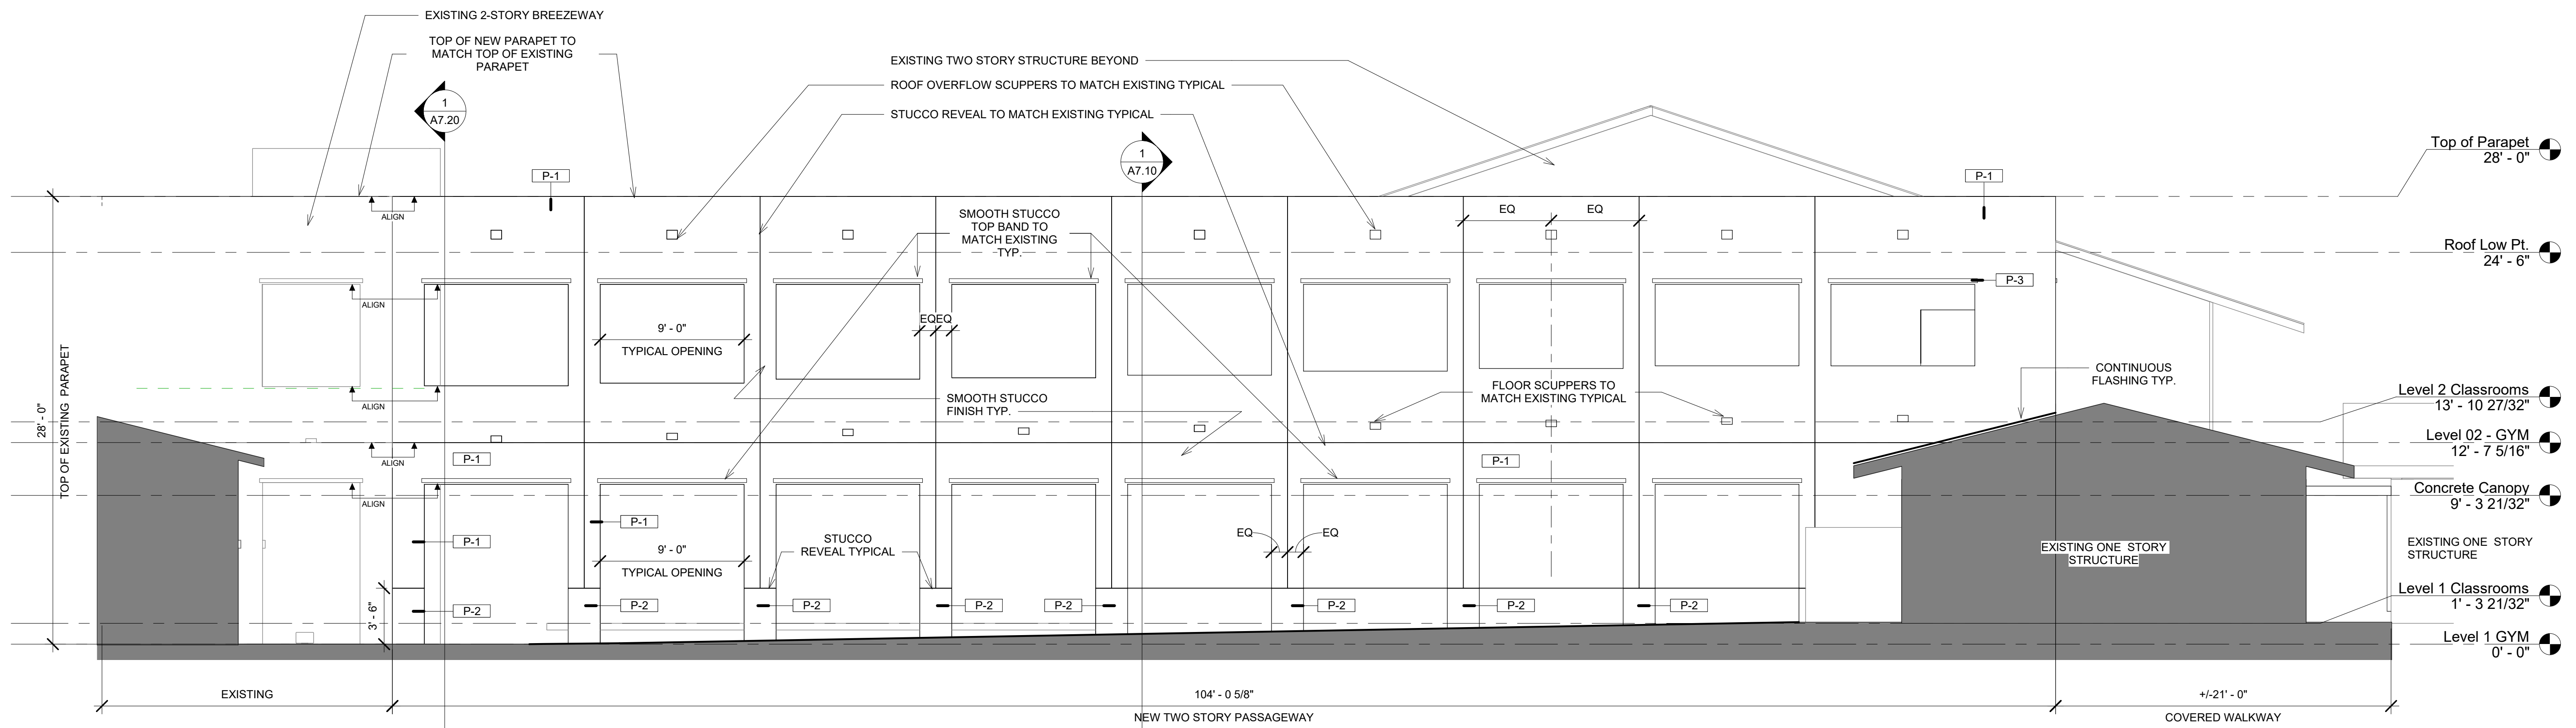 EXISTING 2-STORY BREEZEWAY
TOP OF NEW PARAPET TO
MATCH TOP OF EXISTING
PARAPET
EXISTING TWO STORY STRUCTURE BEYOND
ROOF OVERFLOW SCUPPERS TO MATCH EXISTING TYPICAL
STUCCO REVEAL TO MATCH EXISTING TYPICAL
1
A7.20
1
A7.10
Top of Parapet
28' - 0"
P-1
P-1
ALIGN
SMOOTH STUCCO
TOP BAND TO
MATCH EXISTING
TYP.
EQ
EQ
Roof Low Pt.
24' - 6"
P-3
ALIGN
EQ
EQ
9' - 0"
TYPICAL OPENING
28' - 0"
TOP OF EXISTING PARAPET
CONTINUOUS
FLASHING TYP.
ALIGN
SMOOTH STUCCO
FINISH TYP.
FLOOR SCUPPERS TO
MATCH EXISTING TYPICAL
Level 2 Classrooms
13' - 10 27/32"
Level 02 - GYM
12' - 7 5/16"
ALIGN
P-1
P-1
Concrete Canopy
9' - 3 21/32"
ALIGN
P-1
P-1
9' - 0"
TYPICAL OPENING
STUCCO
REVEAL TYPICAL
EQ
EQ
EXISTING ONE STORY
STRUCTURE
EXISTING ONE STORY
STRUCTURE
Level 1 Classrooms
1' - 3 21/32"
3' - 6"
P-2
P-2
P-2
P-2
P-2
P-2
P-2
P-2
Level 1 GYM
0' - 0"
EXISTING
104' - 0 5/8"
NEW TWO STORY PASSAGEWAY
+/-21' - 0"
COVERED WALKWAY